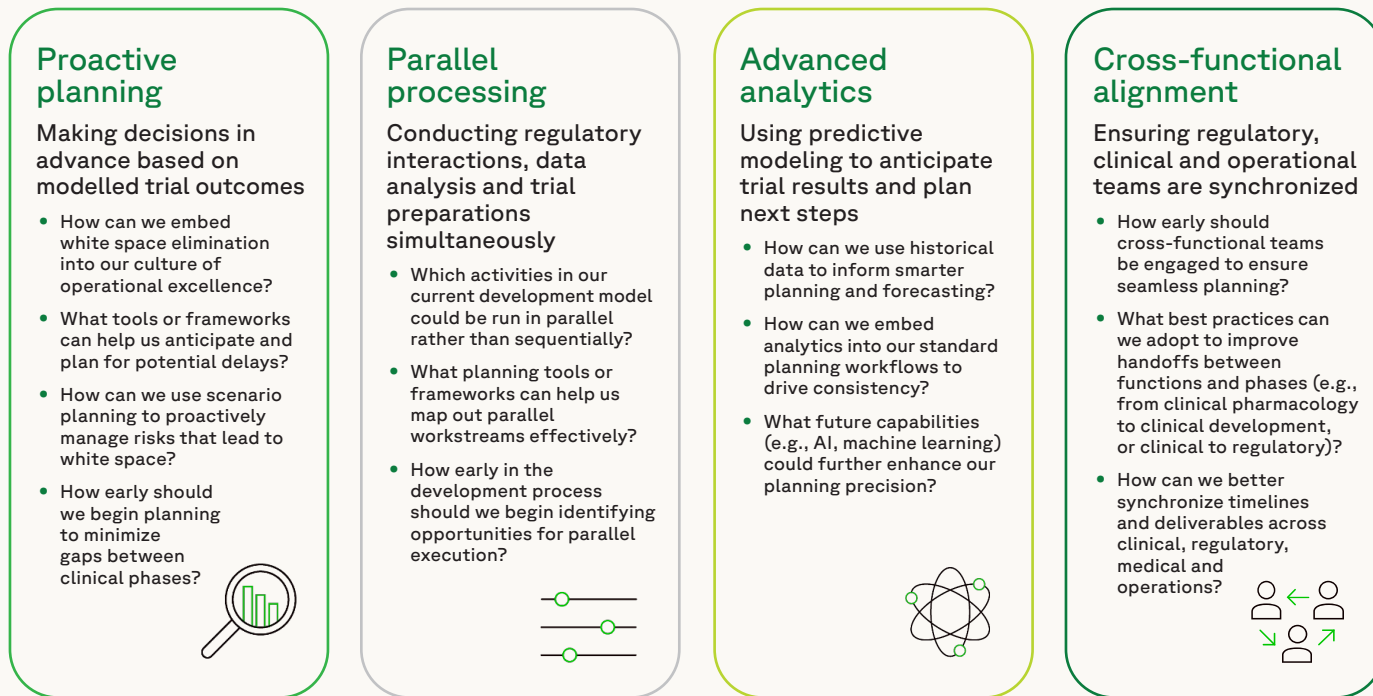 Proactive
planning
Making decisions in
advance based on
modelled trial outcomes
• How can we embed
white space elimination
into our culture of
operational excellence?
• What tools or frameworks
can help us anticipate and
plan for potential delays?
• How can we use scenario
planning to proactively
manage risks that lead to
white space?
• How early should
we begin planning
to minimize
gaps between
clinical phases?
Parallel
processing
Conducting regulatory
interactions, data
analysis and trial
preparations
simultaneously
• Which activities in our
current development model
could be run in parallel
rather than sequentially?
• What planning tools or
frameworks can help us
map out parallel
workstreams effectively?
• How early in the
development process
should we begin identifying
opportunities for parallel
execution?
Advanced
analytics
Using predictive
modeling to anticipate
trial results and plan
next steps
• How can we use historical
data to inform smarter
planning and forecasting?
• How can we embed
analytics into our standard
planning workflows to
drive consistency?
• What future capabilities
(e.g., AI, machine learning)
could further enhance our
planning precision?
Cross-functional
alignment
Ensuring regulatory,
clinical and operational
teams are synchronized
• How early should
cross-functional teams
be engaged to ensure
seamless planning?
• What best practices can
we adopt to improve
handoffs between
functions and phases (e.g.,
from clinical pharmacology
to clinical development,
or clinical to regulatory)?
• How can we better
synchronize timelines
and deliverables across
clinical, regulatory,
medical and
operations?